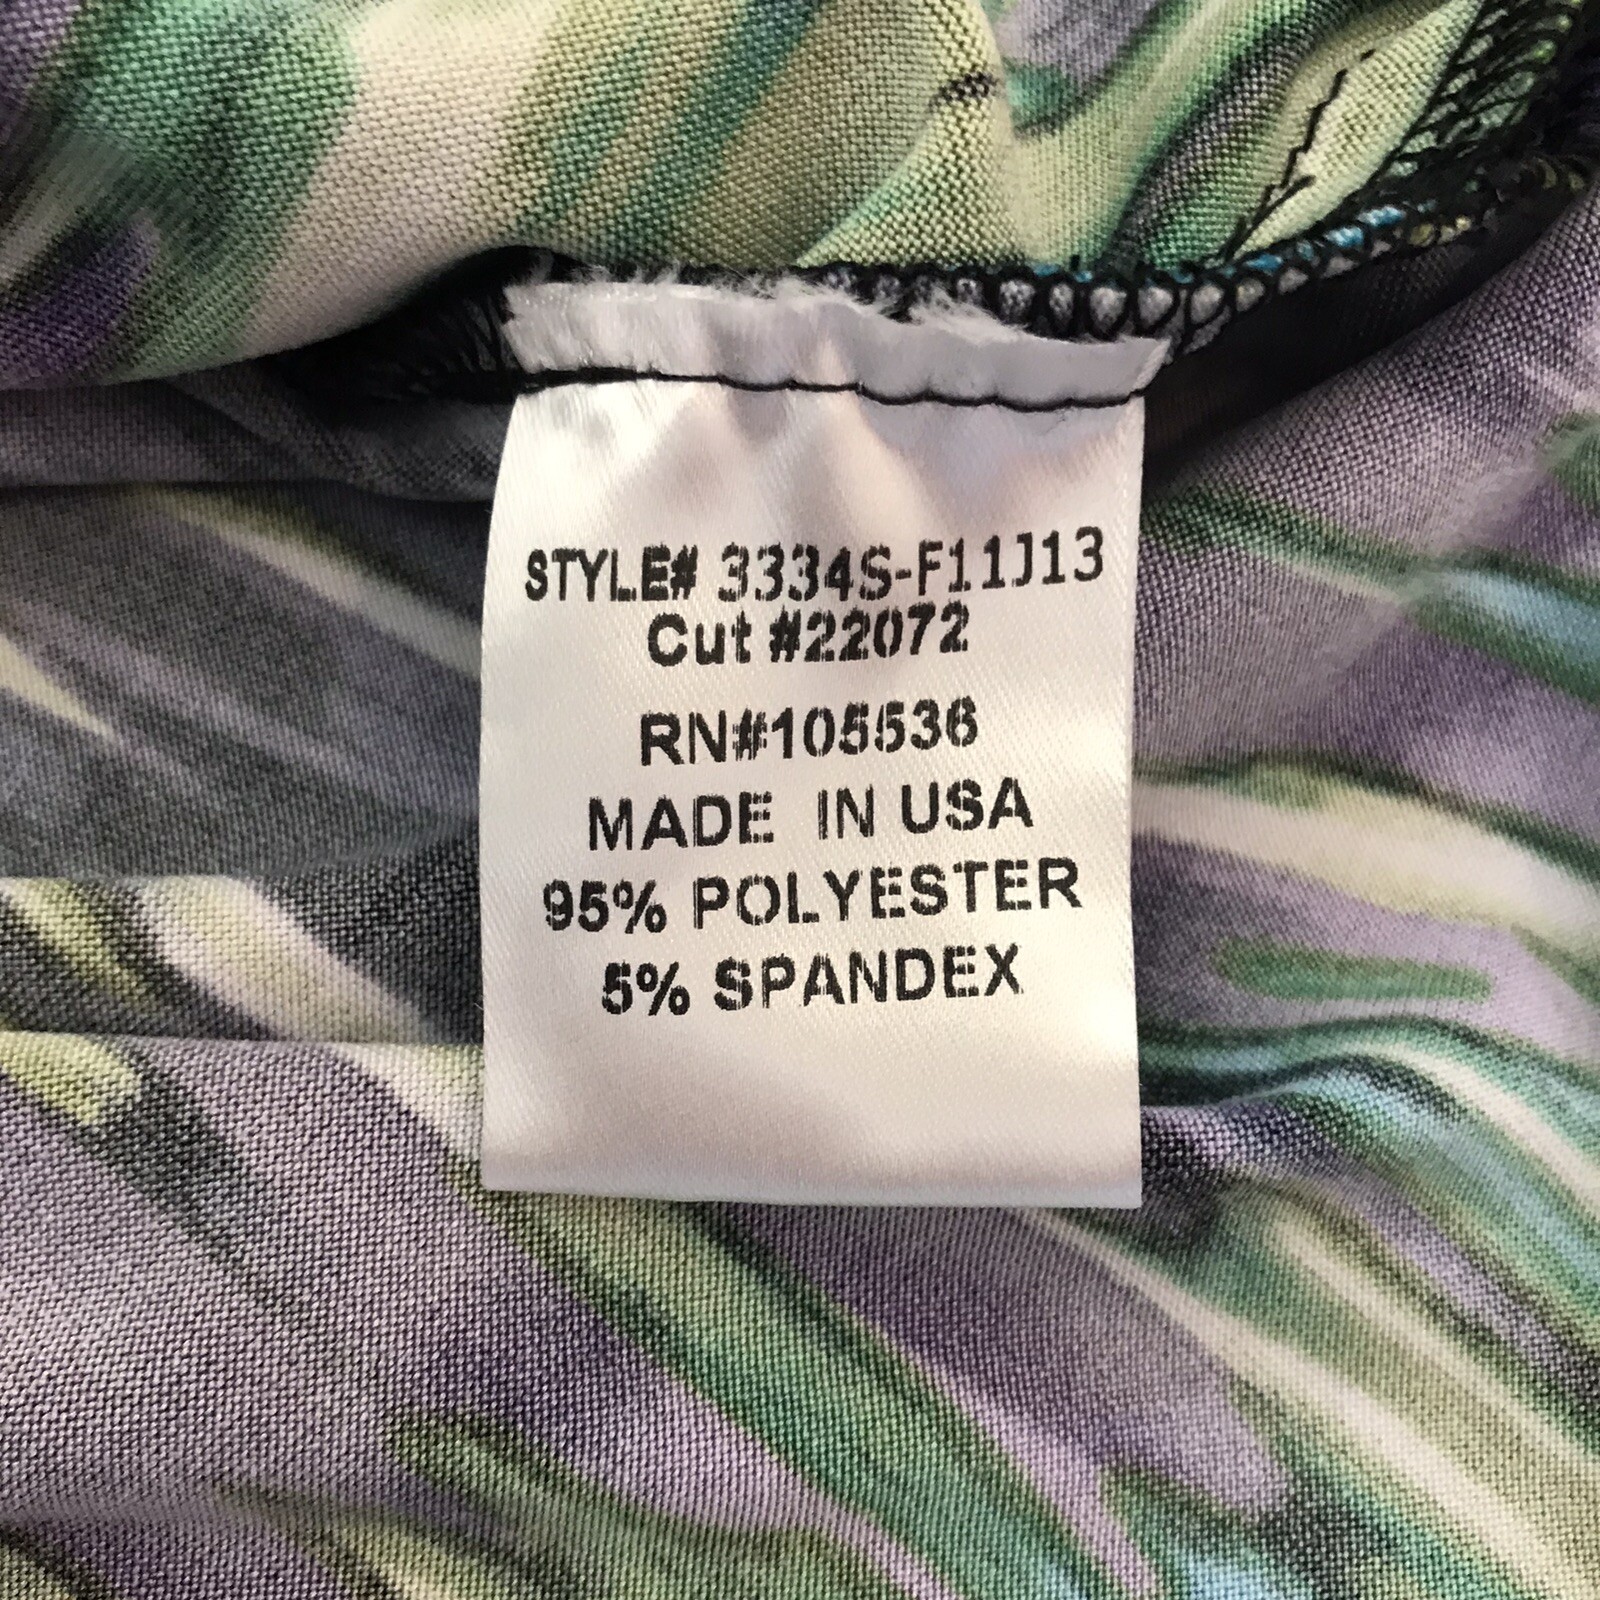 STYLE# 3334S-F11J13
Cut #22072
RN#105536
MADE IN USA
95% POLYESTER
5% SPANDEX